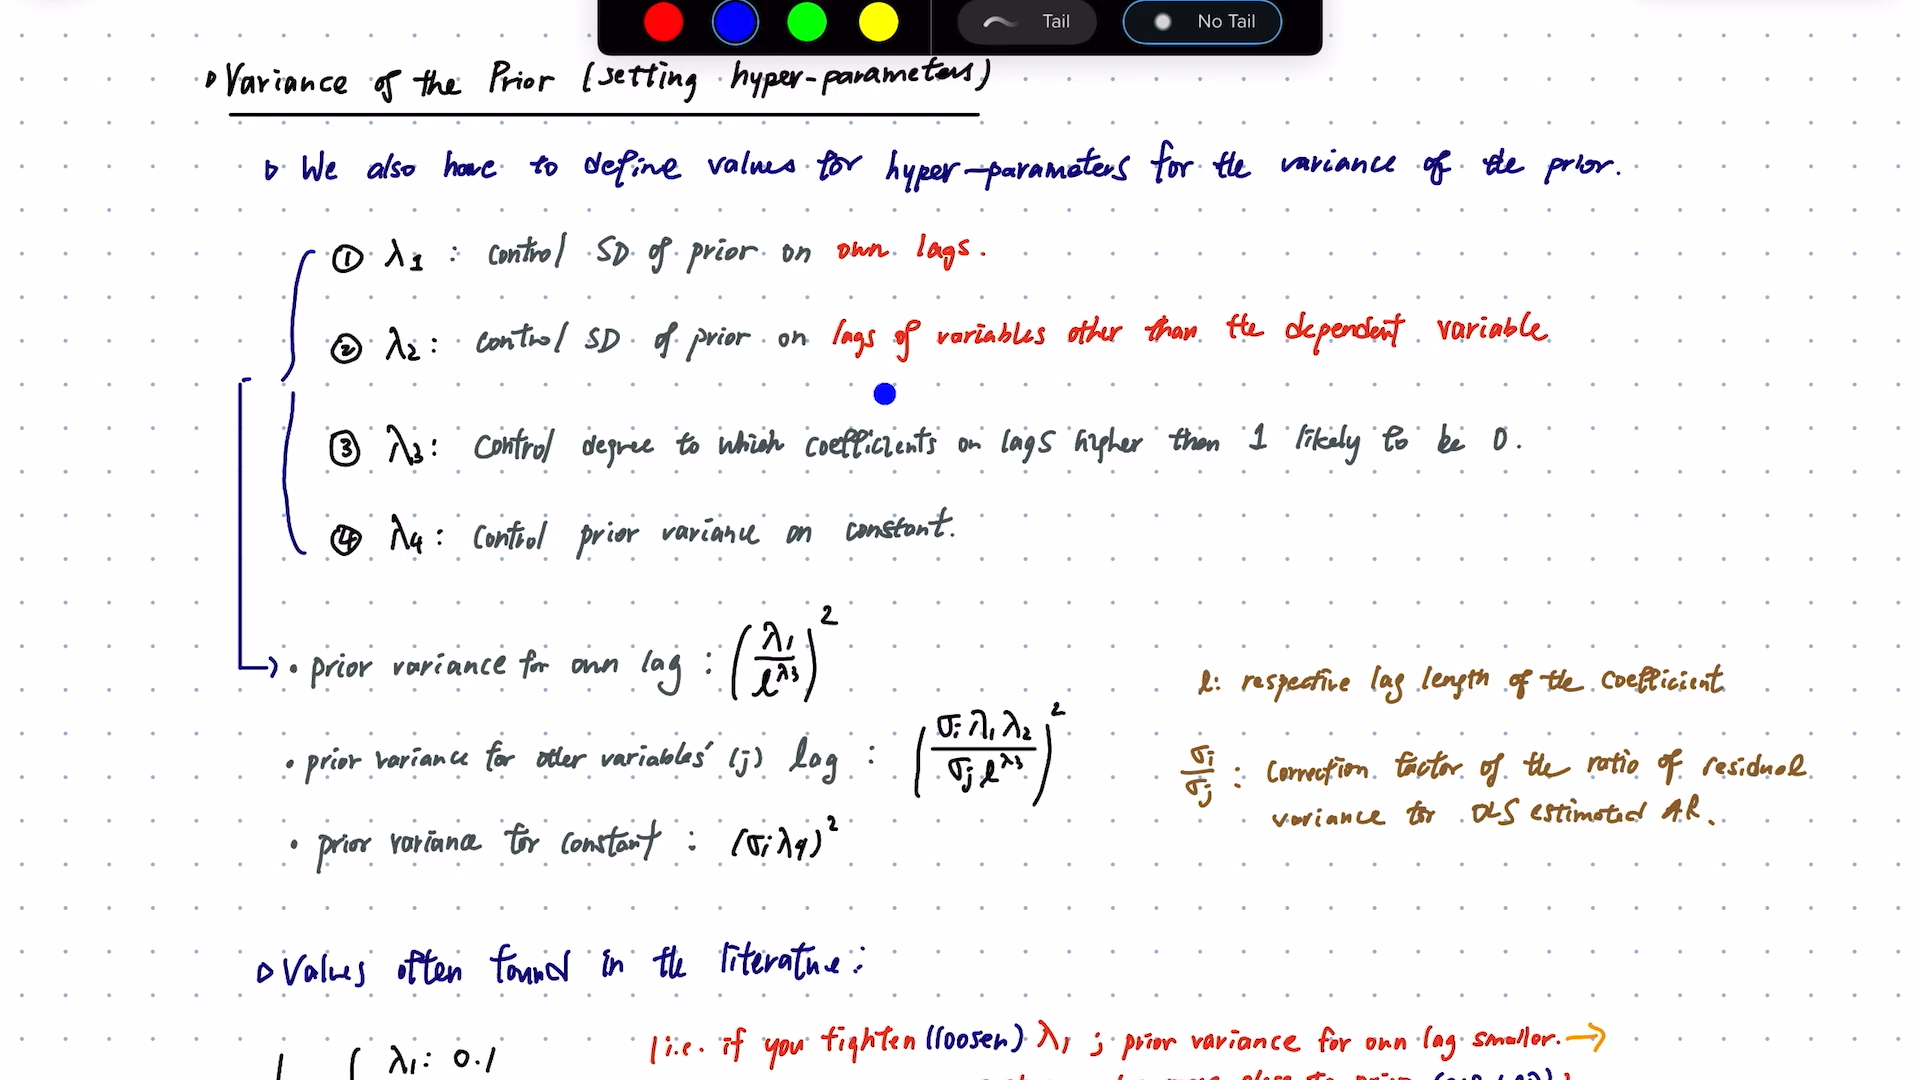 Tail No Tail
Variance of the Prior (setting hyper-parameters)
We also have to define values for hyper-parameters for the variance of the prior.
① λ1 : control SD of prior on own lags.
② λ2 : control SD of prior on lags of variables other than the dependent variable
③ λ3 : control degree to which coefficients on lags higher than 1 likely to be 0.
④ λ4 : control prior variance on constant.
• prior variance for own lag : (λ1 / l^λ3)^2
l : respective lag length of the coefficient
• prior variance for other variables' (j) lag : (σi λ1 λ2 / σj l^λ3)^2
σi / σj : correction factor of the ratio of residual
variance for OLS estimated AR.
• prior variance for constant : (σi λ4)^2
Values often found in the literature :
λ1 : 0.1
(i.e. if you tighten (loosen) λ1 ; prior variance for own lag smaller. →